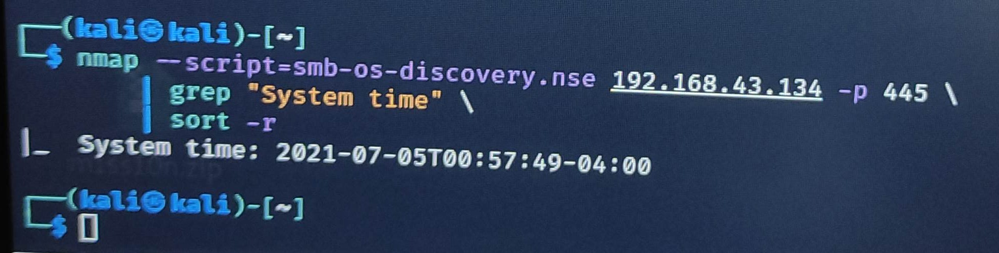 (kali㉿kali)-[~]
$ nmap --script=smb-os-discovery.nse 192.168.43.134 -p 445 \
| grep "System time" \
| sort -r
|_ System time: 2021-07-05T00:57:49-04:00
(kali㉿kali)-[~]
$